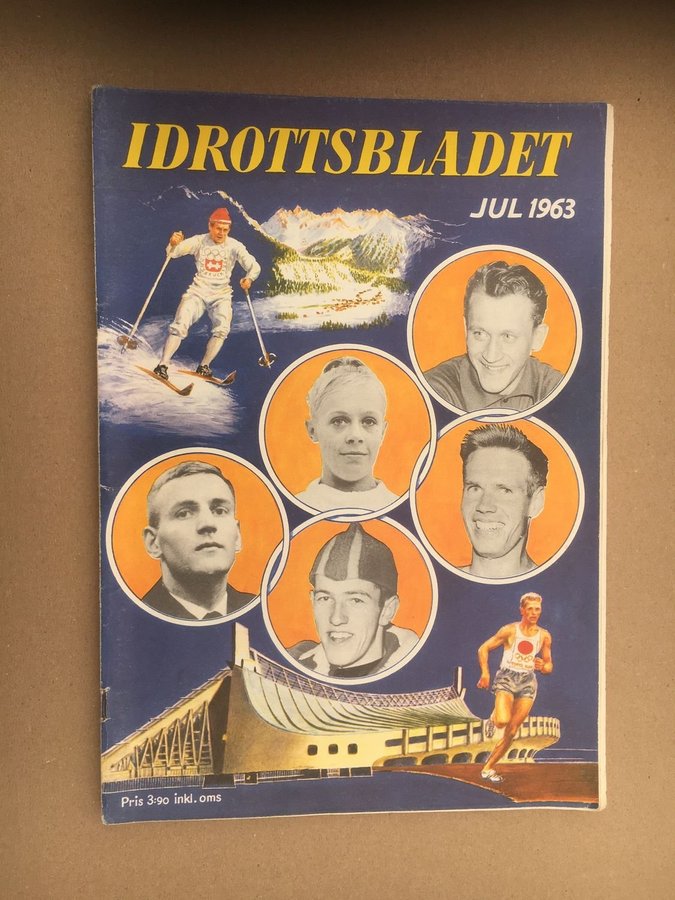 IDROTTSBLADET
JUL 1963
Pris 3:90 inkl. oms